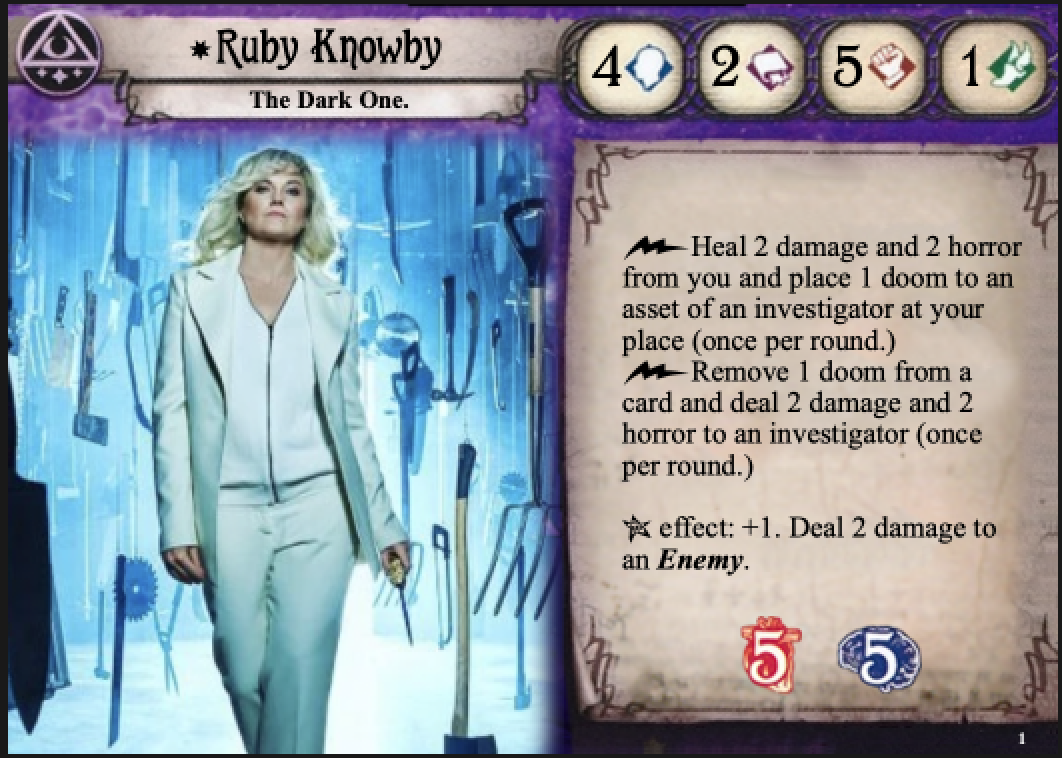 Ruby Knowby
The Dark One.
4 2 5 1
Heal 2 damage and 2 horror
from you and place 1 doom to an
asset of an investigator at your
place (once per round.)
Remove 1 doom from a
card and deal 2 damage and 2
horror to an investigator (once
per round.)
effect: +1. Deal 2 damage to
an Enemy.
5 5
1